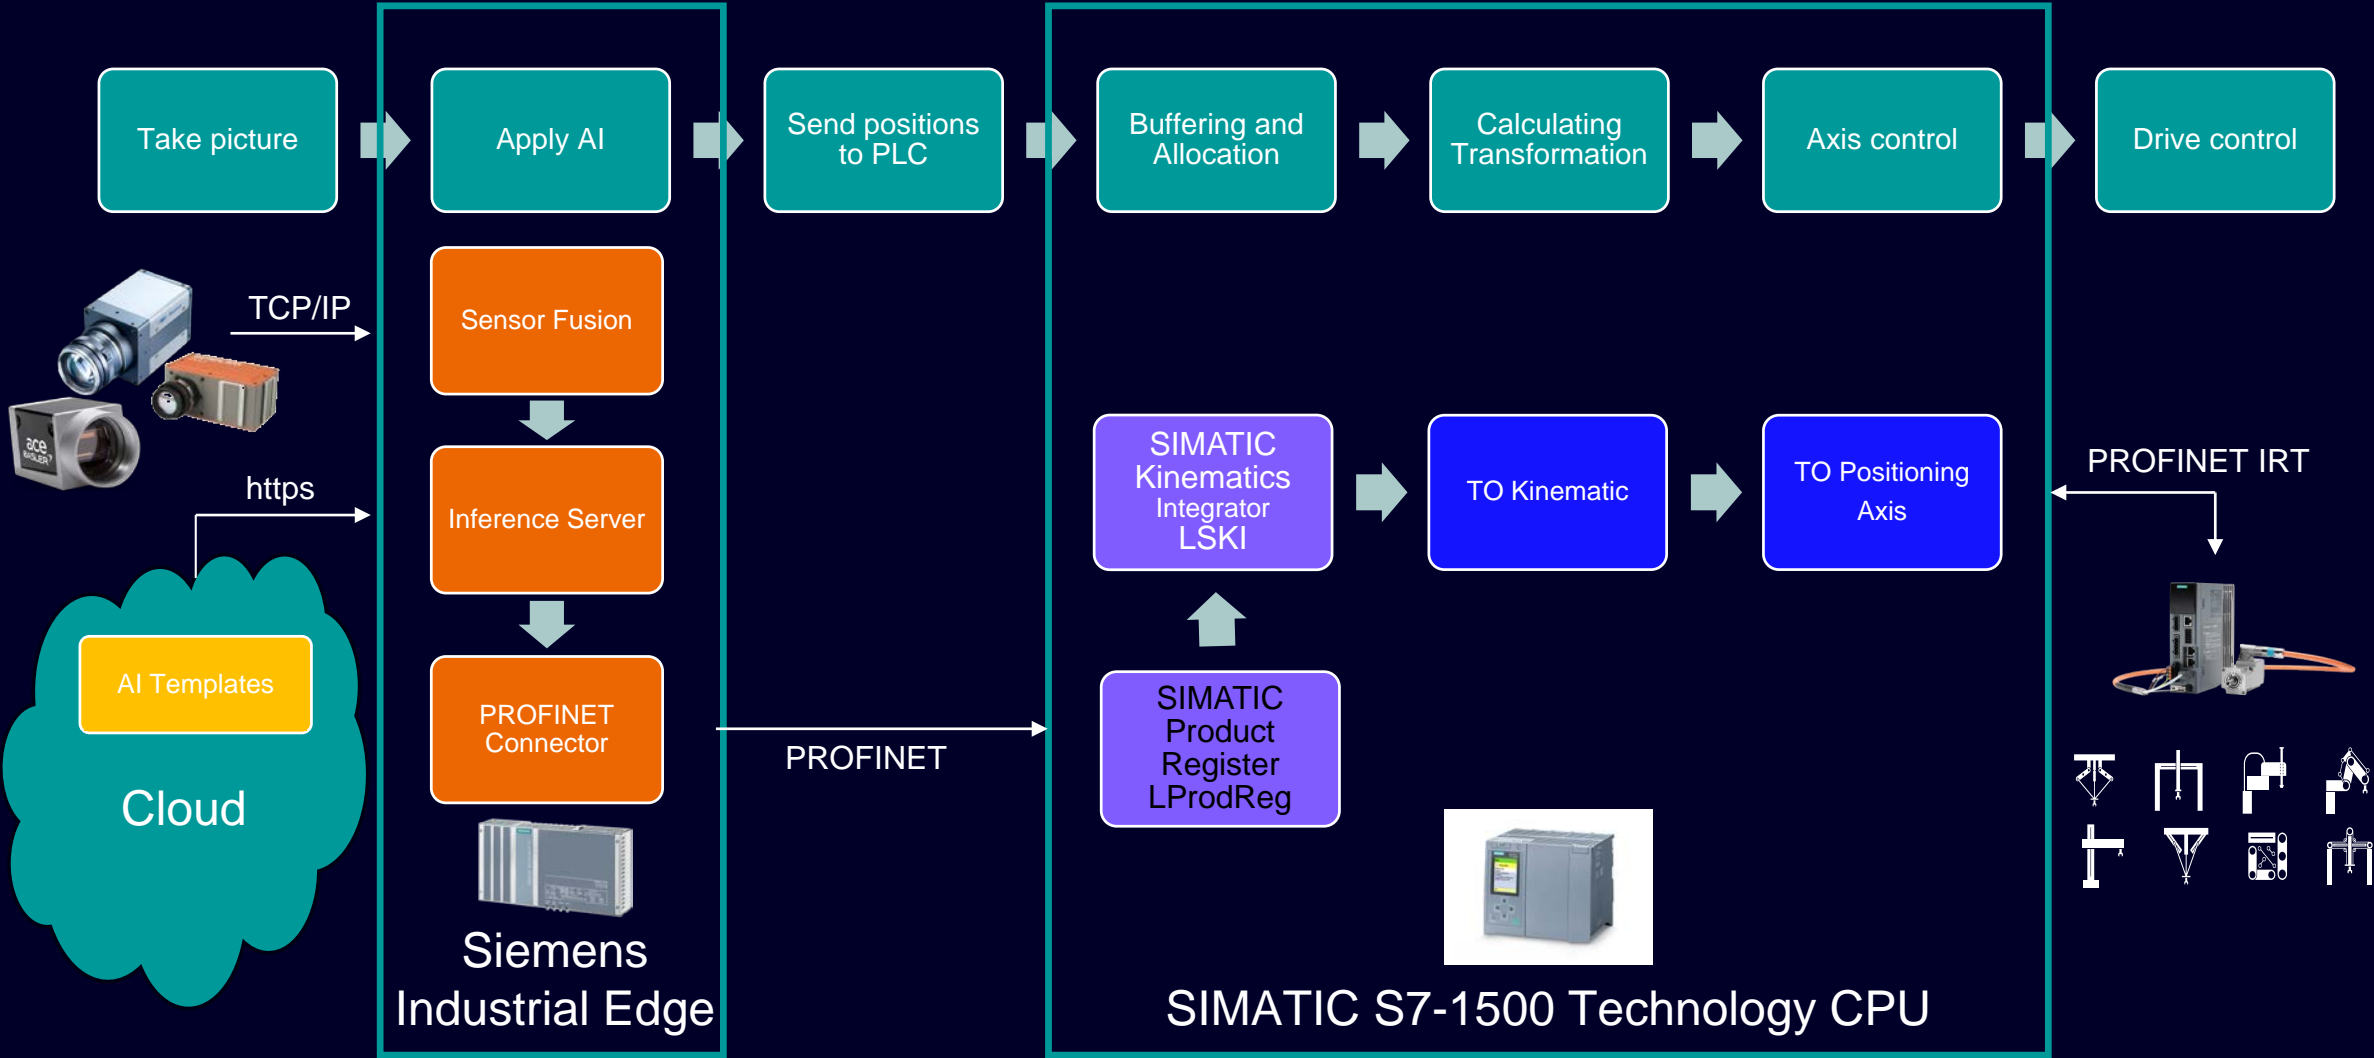 Take picture
Apply AI
Send positions
to PLC
Buffering and
Allocation
Calculating
Transformation
Axis control
Drive control
TCP/IP
Sensor Fusion
ace
BASLER
https
Inference Server
SIMATIC
Kinematics
Integrator
LSKI
TO Kinematic
TO Positioning
Axis
PROFINET IRT
AI Templates
Cloud
PROFINET
Connector
PROFINET
SIMATIC
Product
Register
LProdReg
Siemens
Industrial Edge
SIMATIC S7-1500 Technology CPU